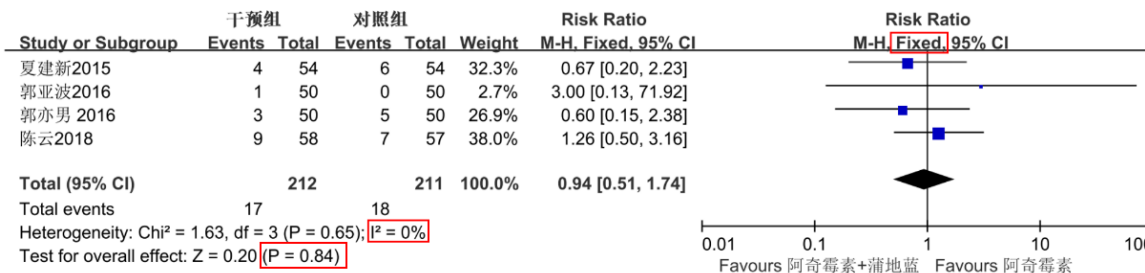 干预组 对照组 Risk Ratio Risk Ratio
Study or Subgroup Events Total Events Total Weight M-H, Fixed, 95% CI M-H, Fixed, 95% CI
夏建新2015 4 54 6 54 32.3% 0.67 [0.20, 2.23]
郭亚波2016 1 50 0 50 2.7% 3.00 [0.13, 71.92]
郭亦男 2016 3 50 5 50 26.9% 0.60 [0.15, 2.38]
陈云2018 9 58 7 57 38.0% 1.26 [0.50, 3.16]
Total (95% CI) 212 211 100.0% 0.94 [0.51, 1.74]
Total events 17 18
Heterogeneity: Chi² = 1.63, df = 3 (P = 0.65); I² = 0%
Test for overall effect: Z = 0.20 (P = 0.84)
0.01 0.1 1 10 100
Favours 阿奇霉素+蒲地蓝 Favours 阿奇霉素